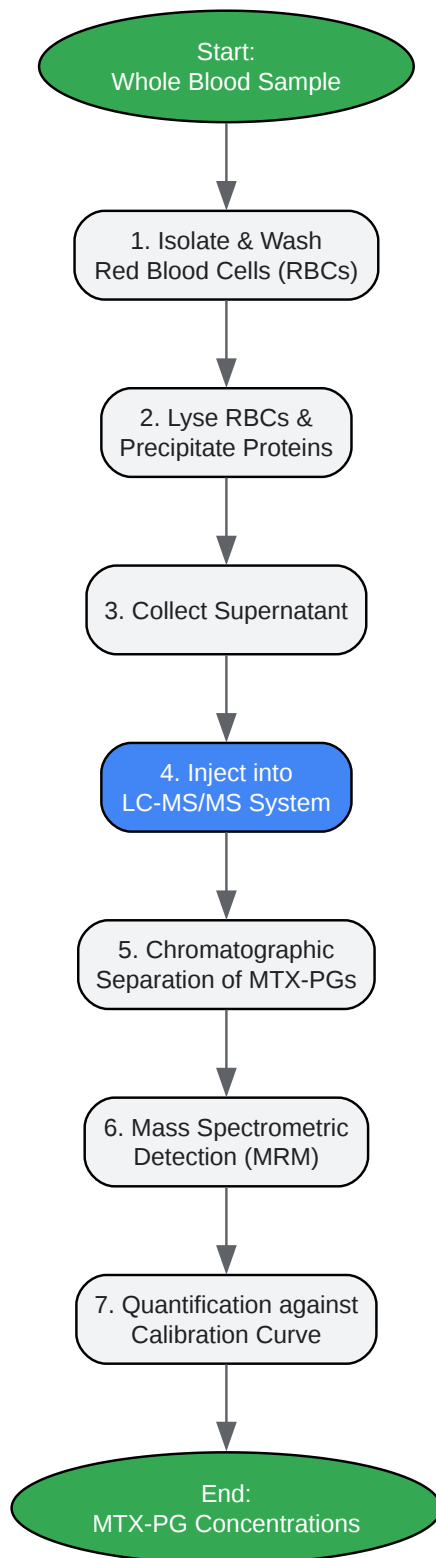 Start:
Whole Blood Sample
1. Isolate & Wash
Red Blood Cells (RBCs)
2. Lyse RBCs &
Precipitate Proteins
3. Collect Supernatant
4. Inject into
LC-MS/MS System
5. Chromatographic
Separation of MTX-PGs
6. Mass Spectrometric
Detection (MRM)
7. Quantification against
Calibration Curve
End:
MTX-PG Concentrations